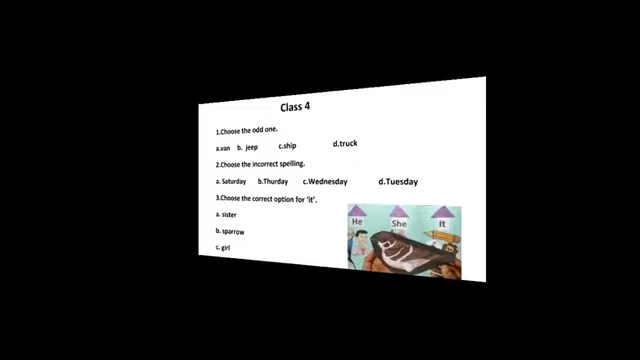 Class 4
1.Choose the odd one.
a.van b. jeep c.ship d.truck
2.Choose the incorrect spelling.
a. Saturday b.Thurday c.Wednesday d.Tuesday
3.Choose the correct option for 'it'.
a. sister
b. sparrow
c. girl
He She It